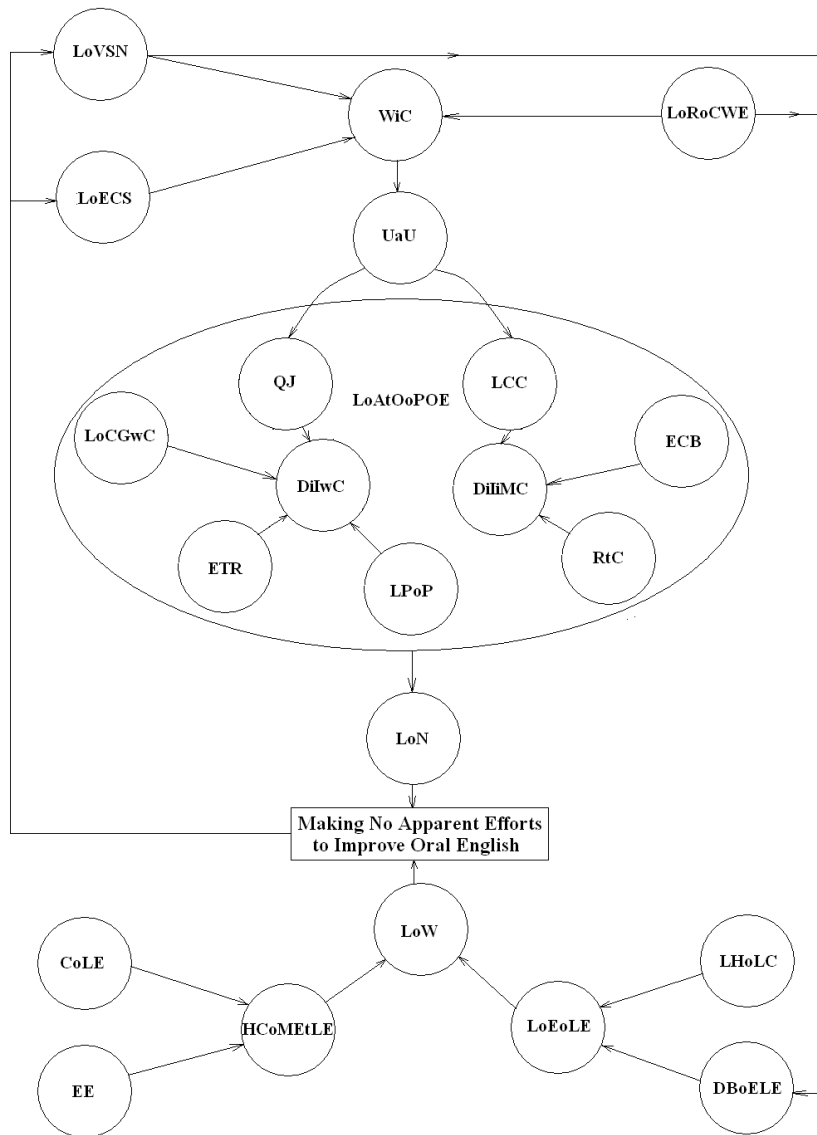 LoVSN
WiC
LoRoCWE
LoECS
UaU
QJ
LCC
LoAtOoPOE
LoCGwC
ECB
DiIwC
DiIiMC
ETR
RtC
LPoP
LoN
Making No Apparent Efforts
to Improve Oral English
LoW
CoLE
LHoLC
HCoMEtLE
LoEoLE
EE
DBoELE